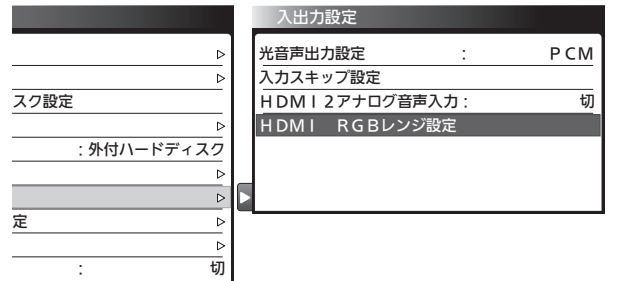 スク設定
：外付ハードディスク
定
： 切
入出力設定
光音声出力設定 ： PCM
入力スキップ設定
HDMI2アナログ音声入力： 切
HDMI RGBレンジ設定